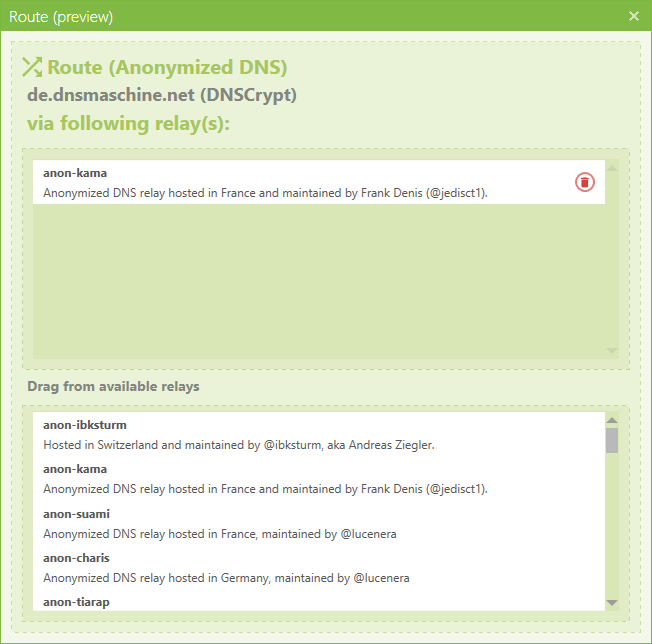 Route (preview)
Route (Anonymized DNS)
de.dnsmaschine.net (DNSCrypt)
via following relay(s):
anon-kama
Anonymized DNS relay hosted in France and maintained by Frank Denis (@jedisct1).
Drag from available relays
anon-ibksturm
Hosted in Switzerland and maintained by @ibksturm, aka Andreas Ziegler.
anon-kama
Anonymized DNS relay hosted in France and maintained by Frank Denis (@jedisct1).
anon-suami
Anonymized DNS relay hosted in France, maintained by @lucenera
anon-charis
Anonymized DNS relay hosted in Germany, maintained by @lucenera
anon-tiarap